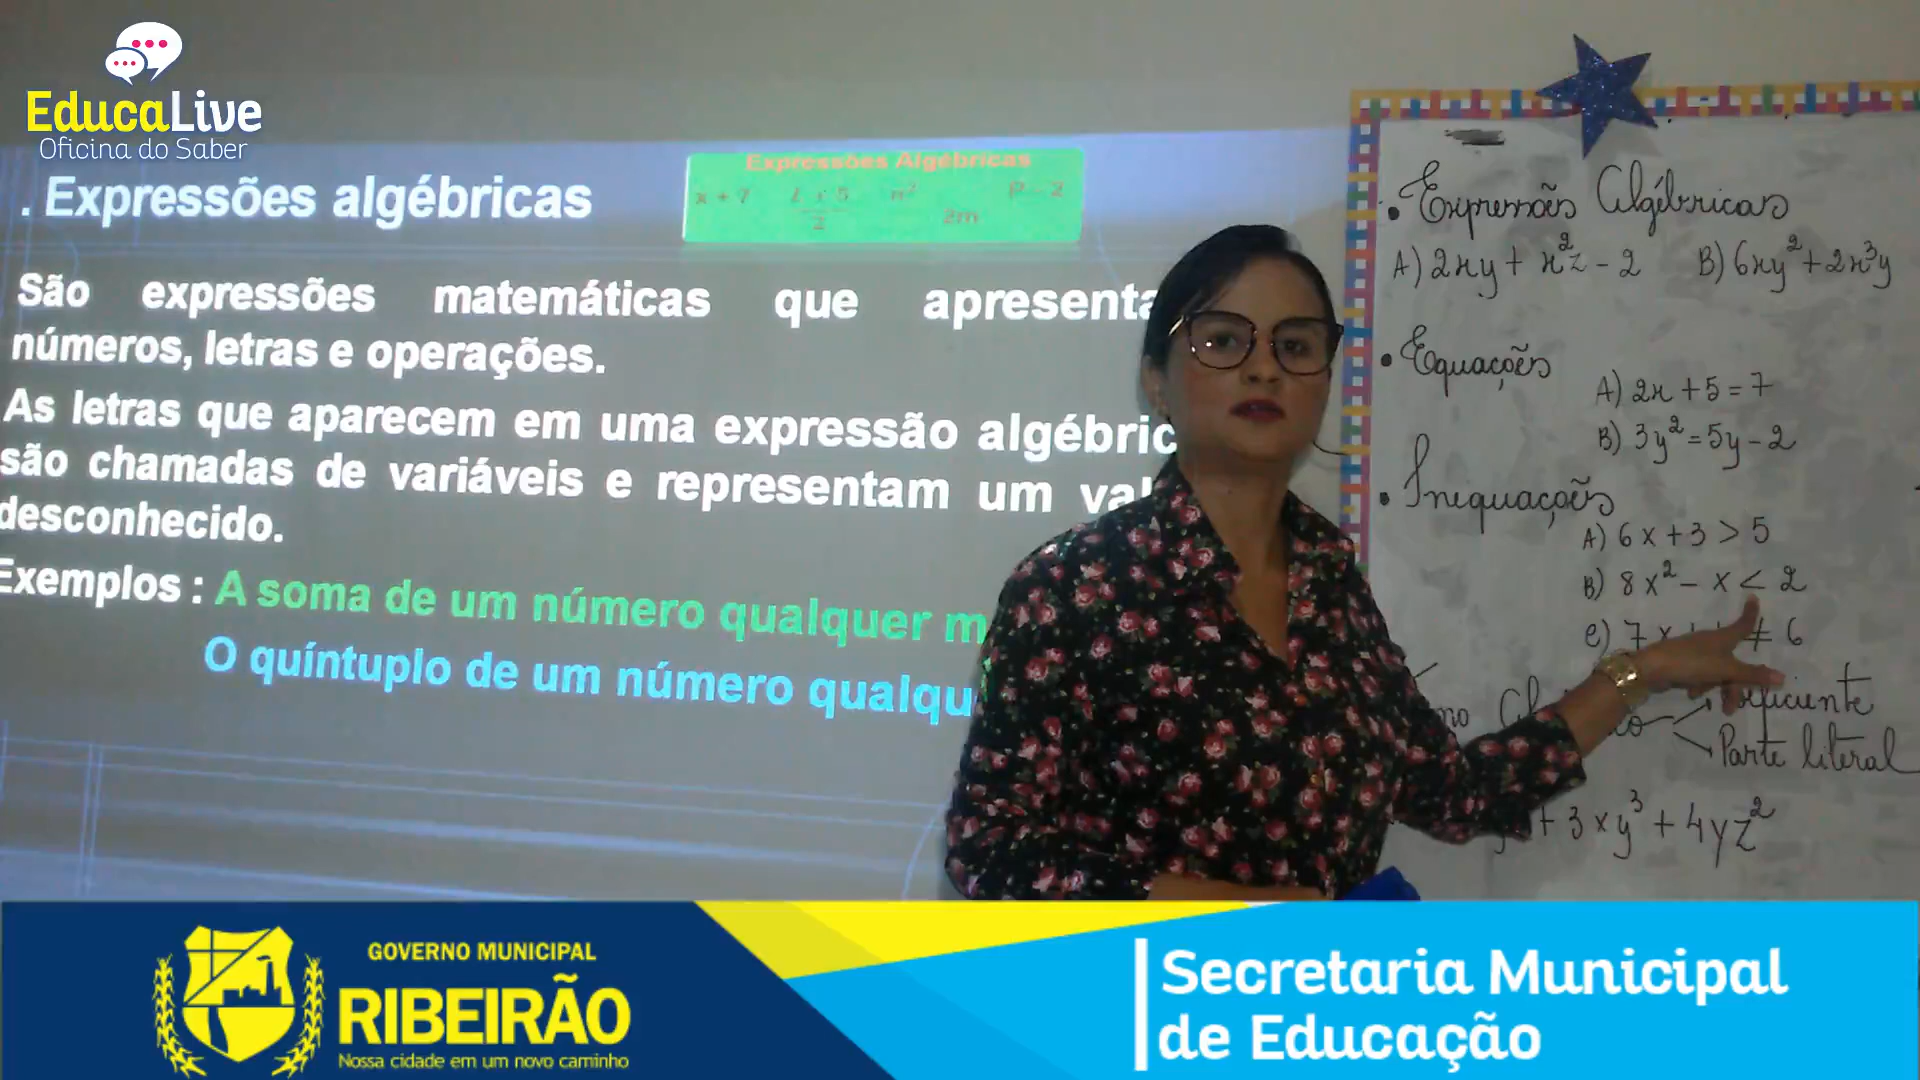 EducaLive
Oficina do Saber
. Expressões algébricas
Expressões Algébricas
x + 7
2m
São expressões matemáticas que
números, letras e operações.
As letras que aparecem em uma expressão
são chamadas de variáveis e representam um
desconhecido.
Exemplos : A soma de um número qualquer
O quíntuplo de um número
• Expressões Algébricas
A) 2xy + x²z - 2 B) 6xy² + 2x³y
• Equações
A) 2x + 5 = 7
B) 3y² = 5y - 2
• Inequações
A) 6x + 3 > 5
B) 8x² - x < 2
C) 7x ≠ 6
Parte literal
+ 3xy³ + 4yz²
GOVERNO MUNICIPAL
RIBEIRÃO
Nossa cidade em um novo caminho
Secretaria Municipal
de Educação